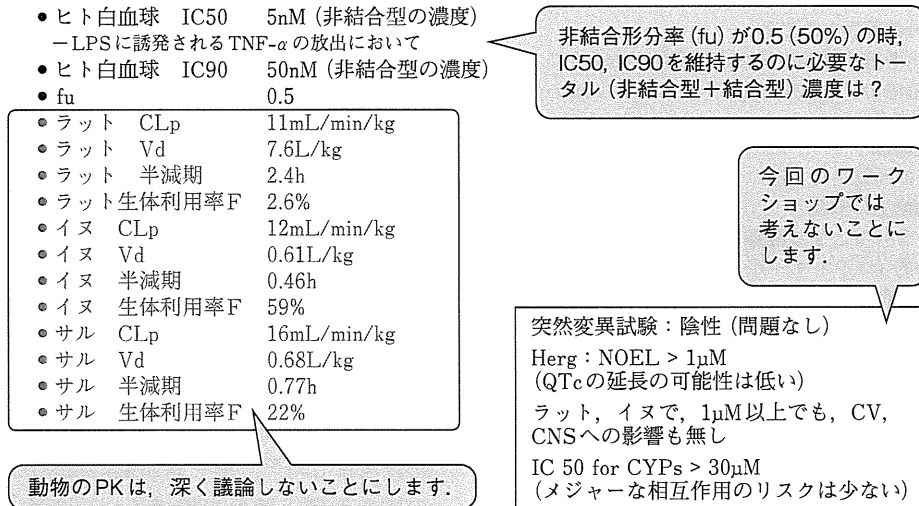 ● ヒト白血球 IC50 5nM (非結合型の濃度)
−LPSに誘発されるTNF-αの放出において
● ヒト白血球 IC90 50nM (非結合型の濃度)
● fu 0.5
● ラット CLp 11mL/min/kg
● ラット Vd 7.6L/kg
● ラット 半減期 2.4h
● ラット生体利用率F 2.6%
● イヌ CLp 12mL/min/kg
● イヌ Vd 0.61L/kg
● イヌ 半減期 0.46h
● イヌ 生体利用率F 59%
● サル CLp 16mL/min/kg
● サル Vd 0.68L/kg
● サル 半減期 0.77h
● サル 生体利用率F 22%
動物のPKは，深く議論しないことにします．
非結合形分率 (fu) が0.5 (50%) の時，
IC50，IC90を維持するのに必要なトー
タル (非結合型＋結合型) 濃度は？
今回のワーク
ショップでは
考えないことに
します．
突然変異試験：陰性 (問題なし)
Herg：NOEL > 1μM
(QTcの延長の可能性は低い)
ラット，イヌで，1μM以上でも，CV，
CNSへの影響も無し
IC 50 for CYPs > 30μM
(メジャーな相互作用のリスクは少ない)